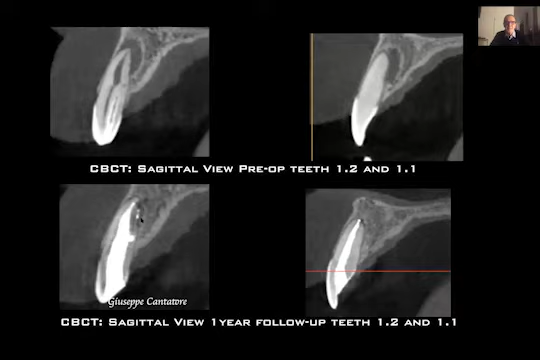 CBCT: Sagittal View Pre-op teeth 1.2 and 1.1
Giuseppe Cantatore
CBCT: Sagittal View 1year follow-up teeth 1.2 and 1.1